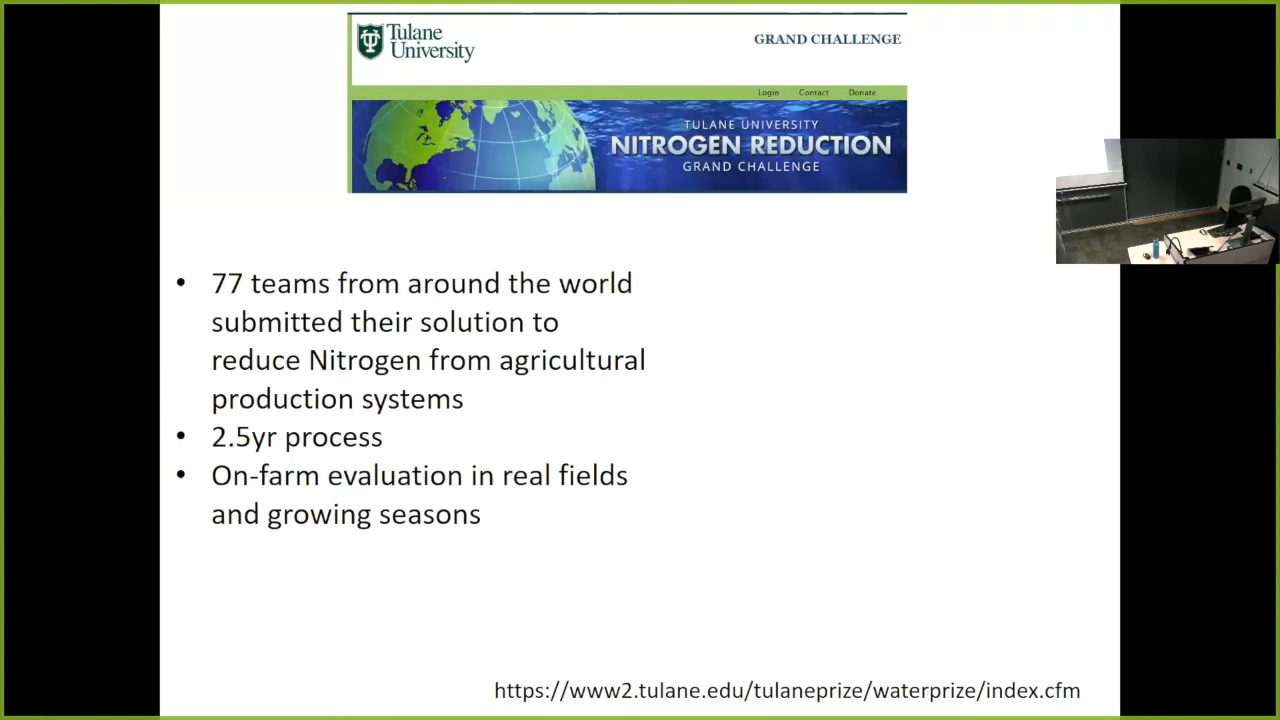 Tulane
University
GRAND CHALLENGE
Login Contact Donate
TULANE UNIVERSITY
NITROGEN REDUCTION
GRAND CHALLENGE
• 77 teams from around the world
submitted their solution to
reduce Nitrogen from agricultural
production systems
• 2.5yr process
• On-farm evaluation in real fields
and growing seasons
https://www2.tulane.edu/tulaneprize/waterprize/index.cfm